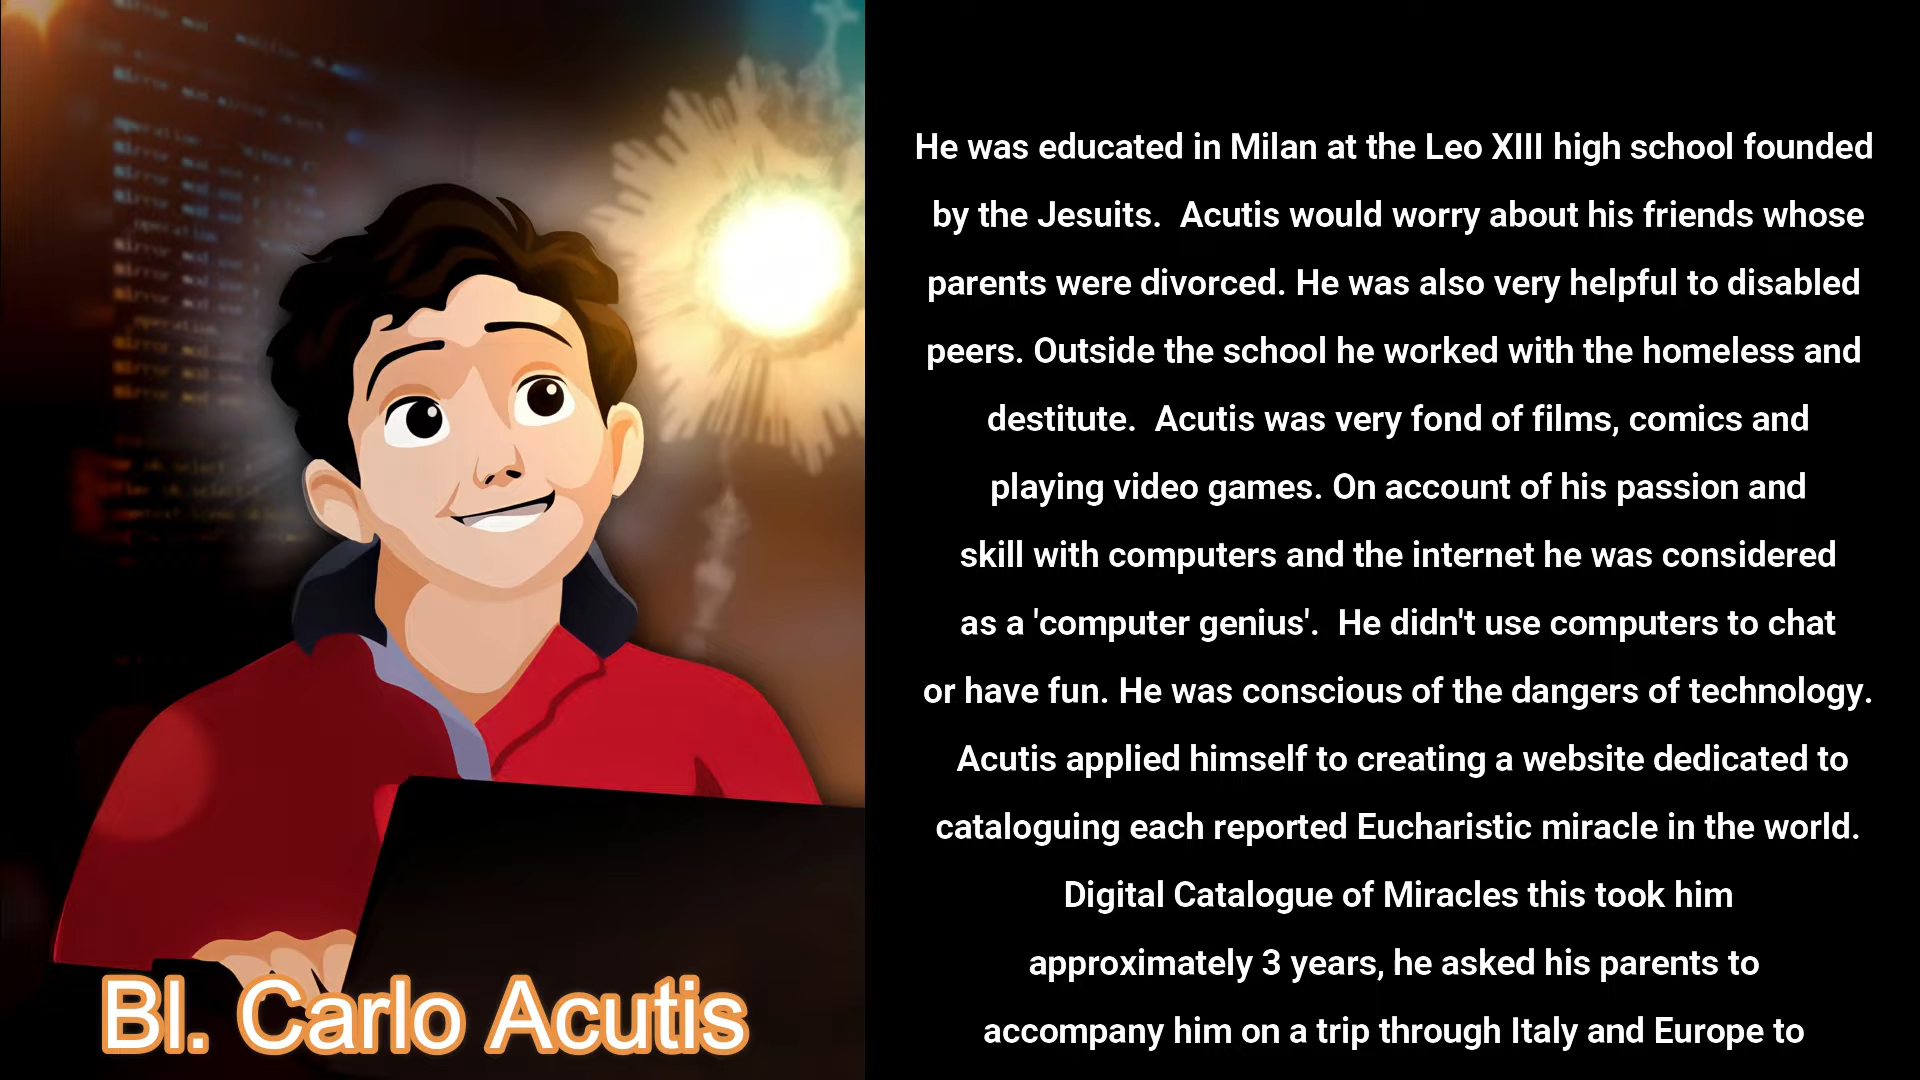 He was educated in Milan at the Leo XIII high school founded
by the Jesuits.  Acutis would worry about his friends whose
parents were divorced. He was also very helpful to disabled
peers. Outside the school he worked with the homeless and
destitute.  Acutis was very fond of films, comics and
playing video games. On account of his passion and
skill with computers and the internet he was considered
as a 'computer genius'.  He didn't use computers to chat
or have fun. He was conscious of the dangers of technology.
Acutis applied himself to creating a website dedicated to
cataloguing each reported Eucharistic miracle in the world.
Digital Catalogue of Miracles this took him
approximately 3 years, he asked his parents to
accompany him on a trip through Italy and Europe to
Bl. Carlo Acutis